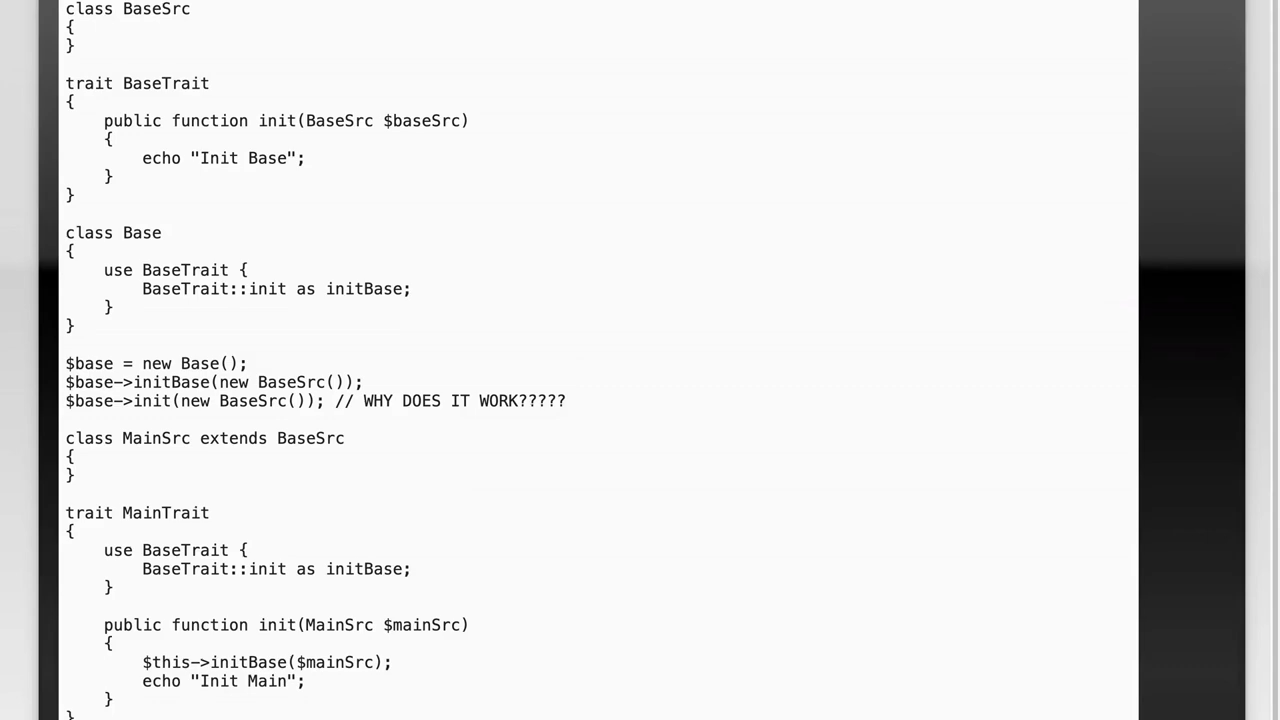 class BaseSrc
{
}
trait BaseTrait
{
public function init(BaseSrc $baseSrc)
{
echo "Init Base";
}
}
class Base
{
use BaseTrait {
BaseTrait::init as initBase;
}
}
$base = new Base();
$base->initBase(new BaseSrc());
$base->init(new BaseSrc()); // WHY DOES IT WORK?????
class MainSrc extends BaseSrc
{
}
trait MainTrait
{
use BaseTrait {
BaseTrait::init as initBase;
}
public function init(MainSrc $mainSrc)
{
$this->initBase($mainSrc);
echo "Init Main";
}
}